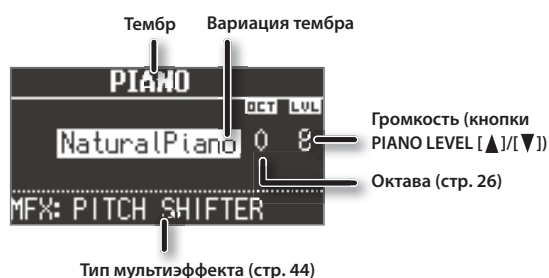 Тембр Вариация тембра
PIANO
OCT LVL
NaturalPiano 0 8
Громкость (кнопки
PIANO LEVEL [▲]/[▼])
Октава (стр. 26)
MFX: PITCH SHIFTER
Тип мультиэффекта (стр. 44)